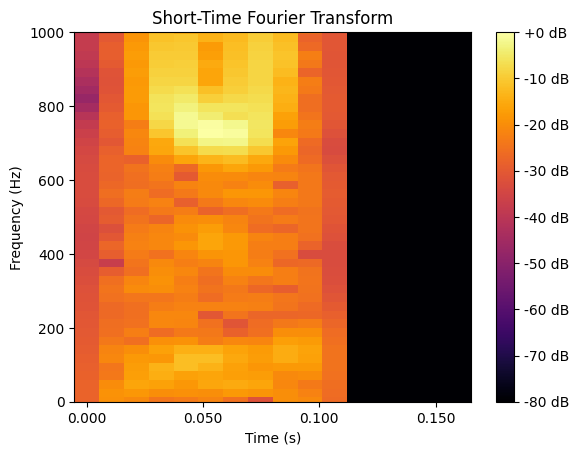 Short-Time Fourier Transform
1000
800
600
400
200
0
Frequency (Hz)
0.000
0.050
0.100
0.150
Time (s)
+0 dB
-10 dB
-20 dB
-30 dB
-40 dB
-50 dB
-60 dB
-70 dB
-80 dB